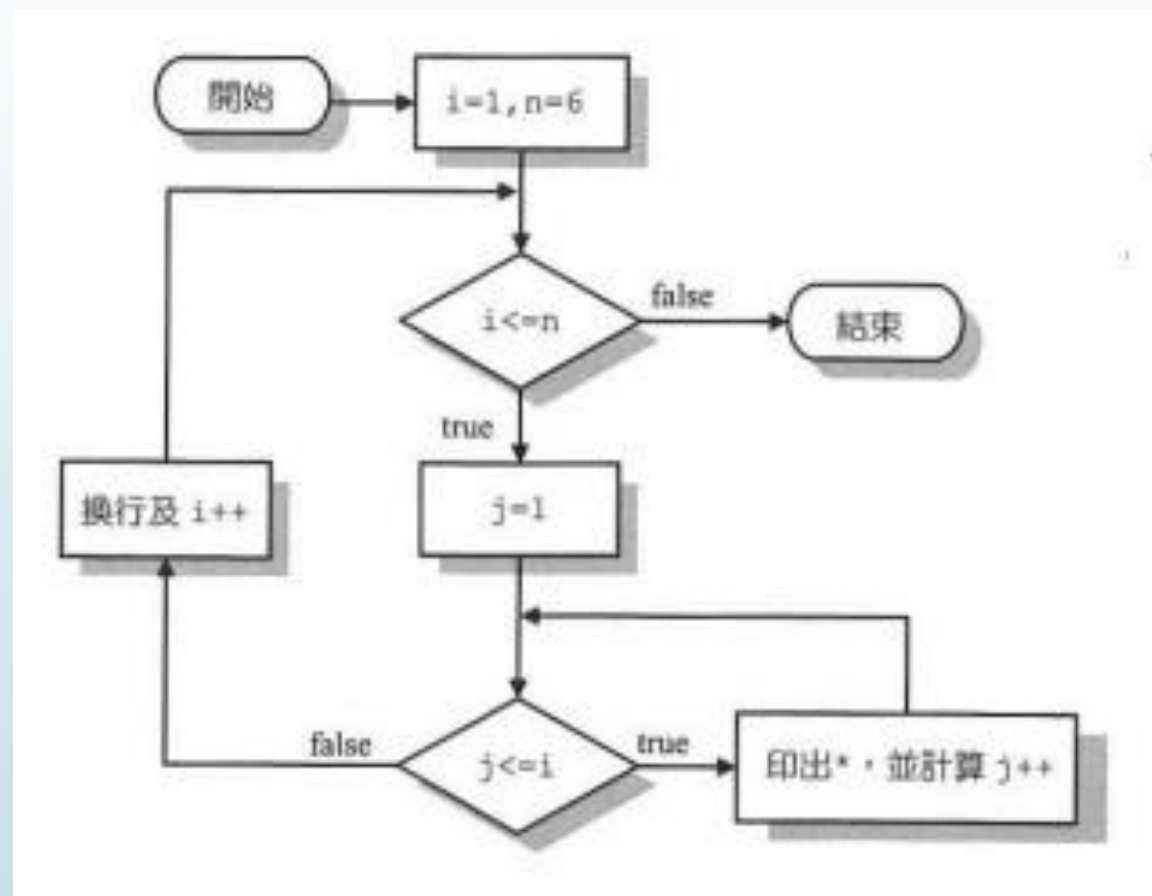 開始
i=1,n=6
i<=n
false
結束
true
j=1
換行及 i++
j<=i
false
true
印出*，並計算 j++